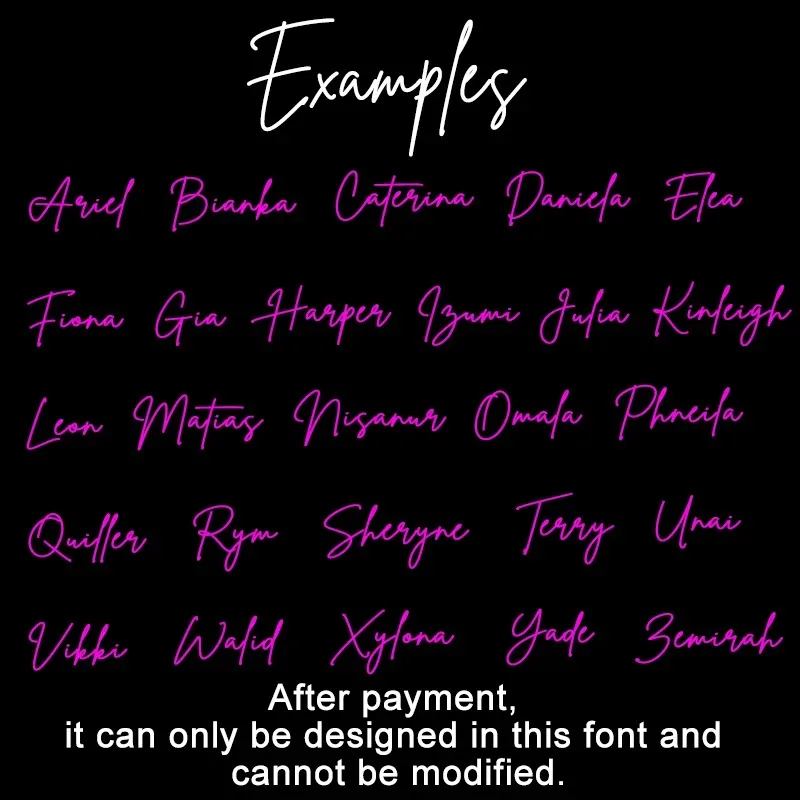 Examples
Ariel Bianka Caterina Daniela Elea
Fiona Gia Harper Izumi Julia Kinleigh
Leon Matias Nisanur Omala Phneila
Quiller Rym Sheryne Terry Unai
Vikki Walid Xylona Yade Zemirah
After payment,
it can only be designed in this font and
cannot be modified.